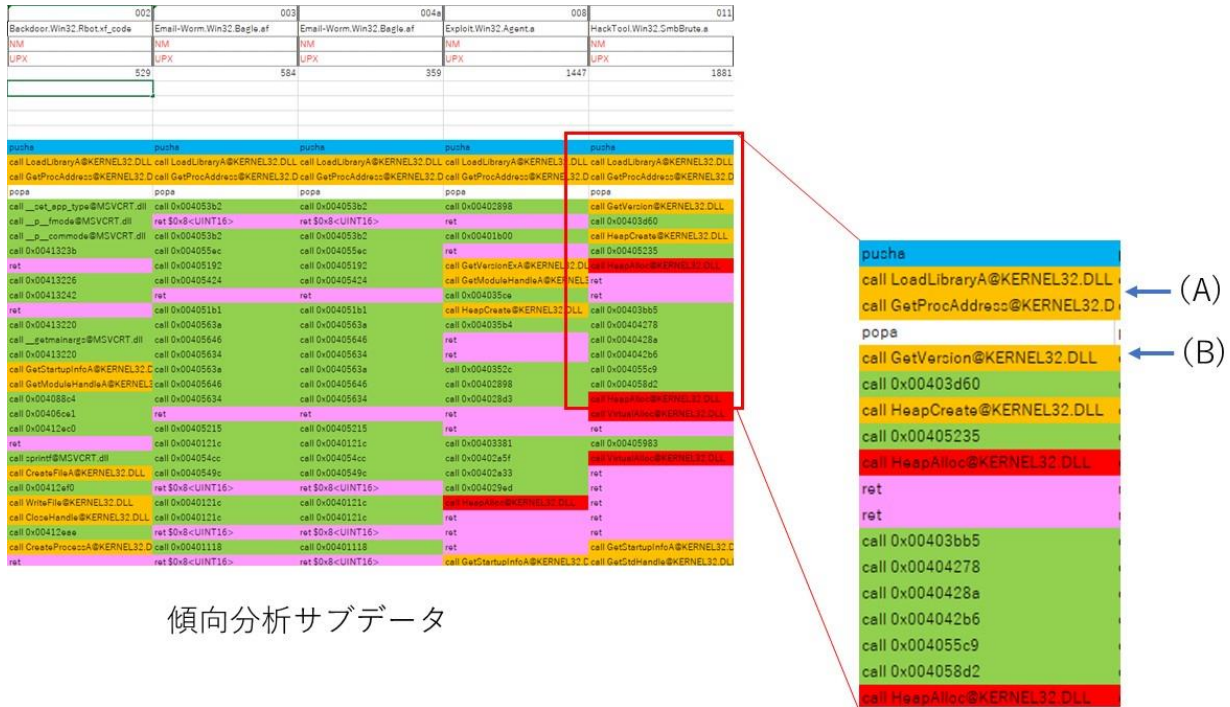 002 003 004a 008 011
Backdoor.Win32.Rbot.xf_code Email-Worm.Win32.Bagle.af Email-Worm.Win32.Bagle.af Exploit.Win32.Agent.a HackTool.Win32.SmbBrute.a
NM NM NM NM NM
UPX UPX UPX UPX UPX
529 584 359 1447 1881
pusha pusha pusha pusha pusha
call LoadLibraryA@KERNEL32.DLL call LoadLibraryA@KERNEL32.DLL call LoadLibraryA@KERNEL32.DLL call LoadLibraryA@KERNEL32.DLL call LoadLibraryA@KERNEL32.DLL
call GetProcAddress@KERNEL32.D call GetProcAddress@KERNEL32.D call GetProcAddress@KERNEL32.D call GetProcAddress@KERNEL32.D call GetProcAddress@KERNEL32.D
popa popa popa popa popa
call __set_app_type@MSVCRT.dll call 0x004053b2 call 0x004053b2 call 0x00402898 call GetVersion@KERNEL32.DLL
call __p__fmode@MSVCRT.dll ret $0x8<UINT16> ret $0x8<UINT16> ret call 0x00403d60
call __p__commode@MSVCRT.dll call 0x004053b2 call 0x004053b2 call 0x00401b00 call HeapCreate@KERNEL32.DLL
call 0x0041323b call 0x004055ec call 0x004055ec ret call 0x00405235
ret call 0x00405192 call 0x00405192 call GetVersionExA@KERNEL32.DL call HeapAlloc@KERNEL32.DLL
call 0x00413226 call 0x00405424 call 0x00405424 call GetModuleHandleA@KERNEL3 ret
call 0x00413242 ret ret call 0x004035ce ret
ret call 0x004051b1 call 0x004051b1 call HeapCreate@KERNEL32.DLL call 0x00403bb5
call 0x00413220 call 0x0040563a call 0x0040563a call 0x004035b4 call 0x00404278
call __getmainargs@MSVCRT.dll call 0x00405646 call 0x00405646 ret call 0x0040428a
call 0x00413220 call 0x00405634 call 0x00405634 ret call 0x004042b6
call GetStartupInfoA@KERNEL32.D call 0x0040563a call 0x0040563a call 0x0040352c call 0x004055c9
call GetModuleHandleA@KERNEL3 call 0x00405646 call 0x00405646 call 0x00402898 call 0x004058d2
call 0x004088c4 call 0x00405634 call 0x00405634 call 0x004028d3 call HeapAlloc@KERNEL32.DLL
call 0x00406ce1 ret ret ret call VirtualAlloc@KERNEL32.DLL
call 0x00412ec0 call 0x00405215 call 0x00405215 ret ret
ret call 0x0040121c call 0x0040121c call 0x00403381 call 0x00405983
call sprintf@MSVCRT.dll call 0x004054cc call 0x004054cc call 0x00402a5f call VirtualAlloc@KERNEL32.DLL
call CreateFileA@KERNEL32.DLL call 0x0040549c call 0x0040549c call 0x00402a33 ret
call 0x00412ef0 ret $0x8<UINT16> ret $0x8<UINT16> call 0x004029ed ret
call WriteFile@KERNEL32.DLL call 0x0040121c call 0x0040121c call HeapAlloc@KERNEL32.DLL ret
call CloseHandle@KERNEL32.DLL call 0x0040121c call 0x0040121c ret ret
call 0x00412eae ret $0x8<UINT16> ret $0x8<UINT16> ret ret
call CreateProcessA@KERNEL32.D call 0x00401118 call 0x00401118 ret call GetStartupInfoA@KERNEL32.D
ret ret $0x8<UINT16> ret $0x8<UINT16> call GetStartupInfoA@KERNEL32.D call GetStdHandle@KERNEL32.DLL
傾向分析サブデータ
pusha
call LoadLibraryA@KERNEL32.DLL
(A)
call GetProcAddress@KERNEL32.D
popa
call GetVersion@KERNEL32.DLL
(B)
call 0x00403d60
call HeapCreate@KERNEL32.DLL
call 0x00405235
call HeapAlloc@KERNEL32.DLL
ret
ret
call 0x00403bb5
call 0x00404278
call 0x0040428a
call 0x004042b6
call 0x004055c9
call 0x004058d2
call HeapAlloc@KERNEL32.DLL